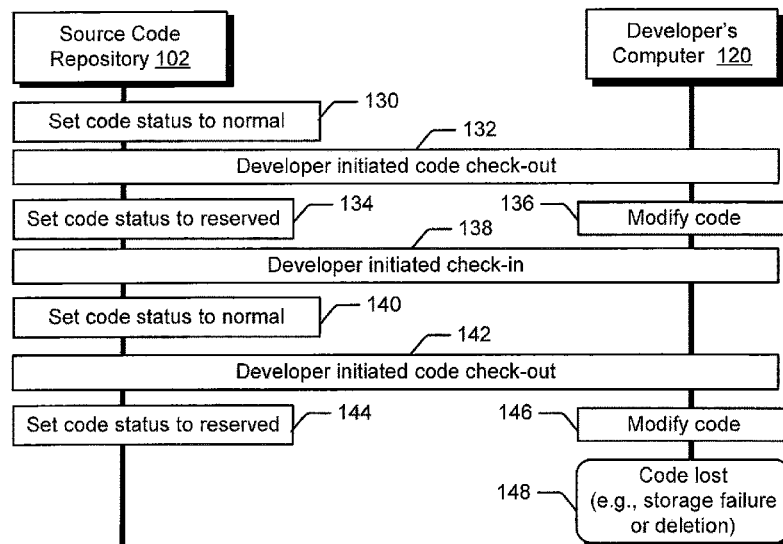 Source Code
Repository 102
Developer's
Computer 120
130
Set code status to normal
132
Developer initiated code check-out
134
136
Set code status to reserved
Modify code
138
Developer initiated check-in
140
Set code status to normal
142
Developer initiated code check-out
144
146
Set code status to reserved
Modify code
148
Code lost
(e.g., storage failure
or deletion)